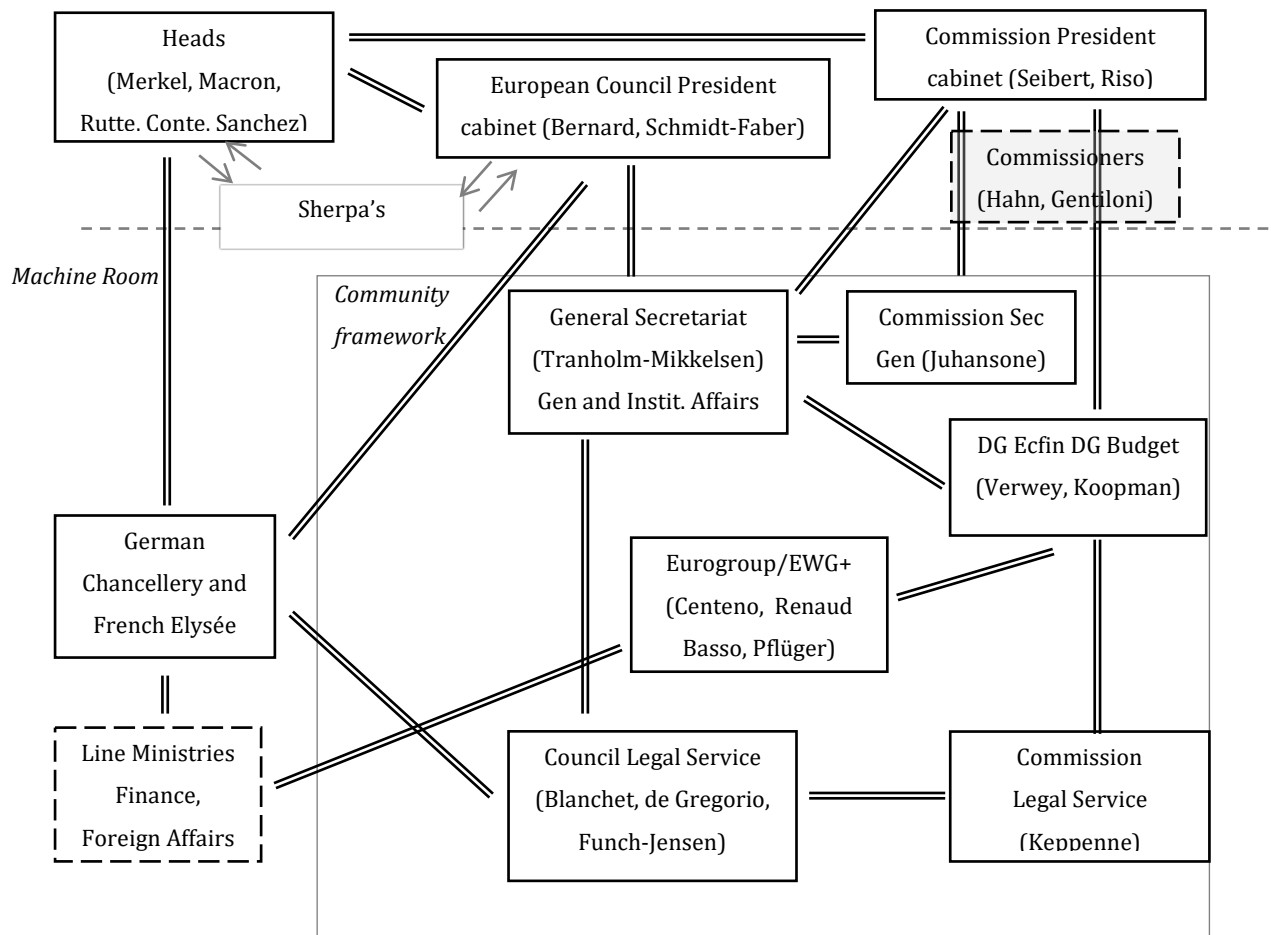 Heads
(Merkel, Macron,
Rutte. Conte. Sanchez)
European Council President
cabinet (Bernard, Schmidt-Faber)
Commission President
cabinet (Seibert, Riso)
Commissioners
(Hahn, Gentiloni)
Sherpa's
Machine Room
Community
framework
General Secretariat
(Tranholm-Mikkelsen)
Gen and Instit. Affairs
Commission Sec
Gen (Juhansone)
DG Ecfin DG Budget
(Verwey, Koopman)
German
Chancellery and
French Elysée
Eurogroup/EWG+
(Centeno, Renaud
Basso, Pflüger)
Line Ministries
Finance,
Foreign Affairs
Council Legal Service
(Blanchet, de Gregorio,
Funch-Jensen)
Commission
Legal Service
(Keppenne)